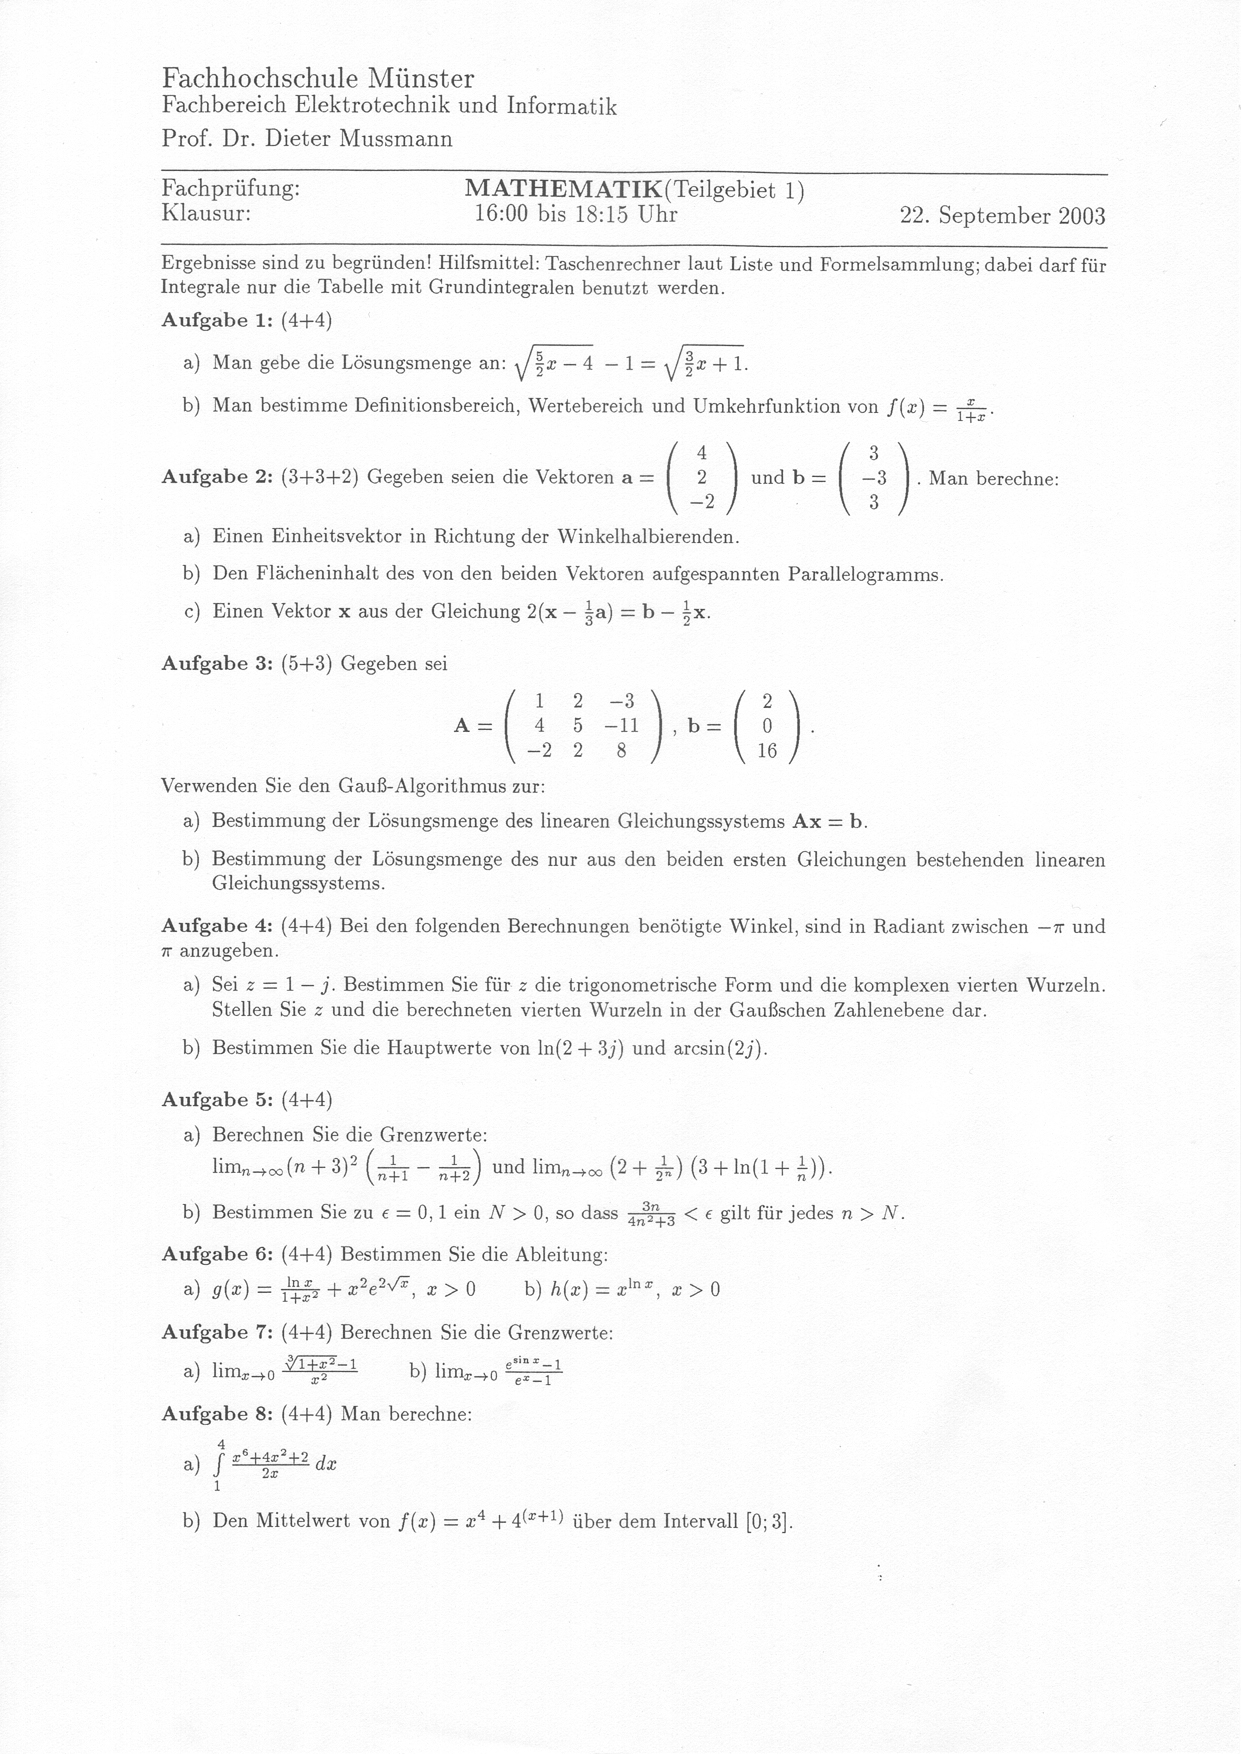 Fachhochschule Münster
Fachbereich Elektrotechnik und Informatik
Prof. Dr. Dieter Mussmann
Fachprüfung: MATHEMATIK(Teilgebiet 1)
Klausur: 16:00 bis 18:15 Uhr 22. September 2003
Ergebnisse sind zu begründen! Hilfsmittel: Taschenrechner laut Liste und Formelsammlung; dabei darf für
Integrale nur die Tabelle mit Grundintegralen benutzt werden.
Aufgabe 1: (4+4)
a) Man gebe die Lösungsmenge an: $\sqrt{\frac{5}{2}x - 4} - 1 = \sqrt{\frac{3}{2}x + 1}$.
b) Man bestimme Definitionsbereich, Wertebereich und Umkehrfunktion von $f(x) = \frac{x}{1+x}$.
Aufgabe 2: (3+3+2) Gegeben seien die Vektoren $\mathbf{a} = \begin{pmatrix} 4 \\ 2 \\ -2 \end{pmatrix}$ und $\mathbf{b} = \begin{pmatrix} 3 \\ -3 \\ 3 \end{pmatrix}$. Man berechne:
a) Einen Einheitsvektor in Richtung der Winkelhalbierenden.
b) Den Flächeninhalt des von den beiden Vektoren aufgespannten Parallelogramms.
c) Einen Vektor $\mathbf{x}$ aus der Gleichung $2(\mathbf{x} - \frac{1}{3}\mathbf{a}) = \mathbf{b} - \frac{1}{2}\mathbf{x}$.
Aufgabe 3: (5+3) Gegeben sei
$\mathbf{A} = \begin{pmatrix} 1 & 2 & -3 \\ 4 & 5 & -11 \\ -2 & 2 & 8 \end{pmatrix}, \mathbf{b} = \begin{pmatrix} 2 \\ 0 \\ 16 \end{pmatrix}.$
Verwenden Sie den Gauß-Algorithmus zur:
a) Bestimmung der Lösungsmenge des linearen Gleichungssystems $\mathbf{Ax} = \mathbf{b}$.
b) Bestimmung der Lösungsmenge des nur aus den beiden ersten Gleichungen bestehenden linearen
Gleichungssystems.
Aufgabe 4: (4+4) Bei den folgenden Berechnungen benötigte Winkel, sind in Radiant zwischen $-\pi$ und
$\pi$ anzugeben.
a) Sei $z = 1 - j$. Bestimmen Sie für $z$ die trigonometrische Form und die komplexen vierten Wurzeln.
Stellen Sie $z$ und die berechneten vierten Wurzeln in der Gaußschen Zahlenebene dar.
b) Bestimmen Sie die Hauptwerte von $\ln(2 + 3j)$ und $\arcsin(2j)$.
Aufgabe 5: (4+4)
a) Berechnen Sie die Grenzwerte:
$\lim_{n\to\infty}(n + 3)^2 \left(\frac{1}{n+1} - \frac{1}{n+2}\right)$ und $\lim_{n\to\infty} \left(2 + \frac{1}{2^n}\right) \left(3 + \ln(1 + \frac{1}{n})\right)$.
b) Bestimmen Sie zu $\epsilon = 0,1$ ein $N > 0$, so dass $\frac{3n}{4n^2+3} < \epsilon$ gilt für jedes $n > N$.
Aufgabe 6: (4+4) Bestimmen Sie die Ableitung:
a) $g(x) = \frac{\ln x}{1+x^2} + x^2e^{2\sqrt{x}}, \; x > 0$ b) $h(x) = x^{\ln x}, \; x > 0$
Aufgabe 7: (4+4) Berechnen Sie die Grenzwerte:
a) $\lim_{x\to 0} \frac{\sqrt[3]{1+x^2}-1}{x^2}$ b) $\lim_{x\to 0} \frac{e^{\sin x}-1}{e^x-1}$
Aufgabe 8: (4+4) Man berechne:
a) $\int\limits_1^4 \frac{x^6+4x^2+2}{2x} \, dx$
b) Den Mittelwert von $f(x) = x^4 + 4^{(x+1)}$ über dem Intervall $[0; 3]$.